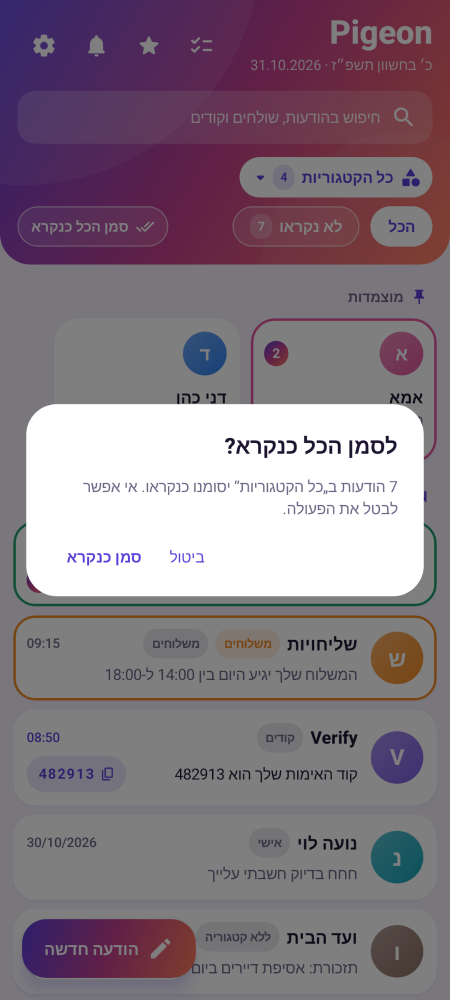 Pigeon
כ׳ בחשוון תשפ״ז · 31.10.2026
חיפוש בהודעות, שולחים וקודים
כל הקטגוריות 4
הכל
לא נקראו 7
סמן הכל כנקרא
מוצמדות
א
2
אמא
ד
דני כהן
לסמן הכל כנקרא?
7 הודעות ב„כל הקטגוריות” יסומנו כנקראו. אי אפשר
לבטל את הפעולה.
ביטול
סמן כנקרא
ש
שליחויות משלוחים משלוחים 09:15
המשלוח שלך יגיע היום בין 14:00 ל-18:00
V
Verify קודים 08:50
קוד האימות שלך הוא 482913
482913
נ
נועה לוי אישי 30/10/2026
חחח בדיוק חשבתי עלייך
ו
ועד הבית ללא קטגוריה
תזכורת: אסיפת דיירים ביום
הודעה חדשה